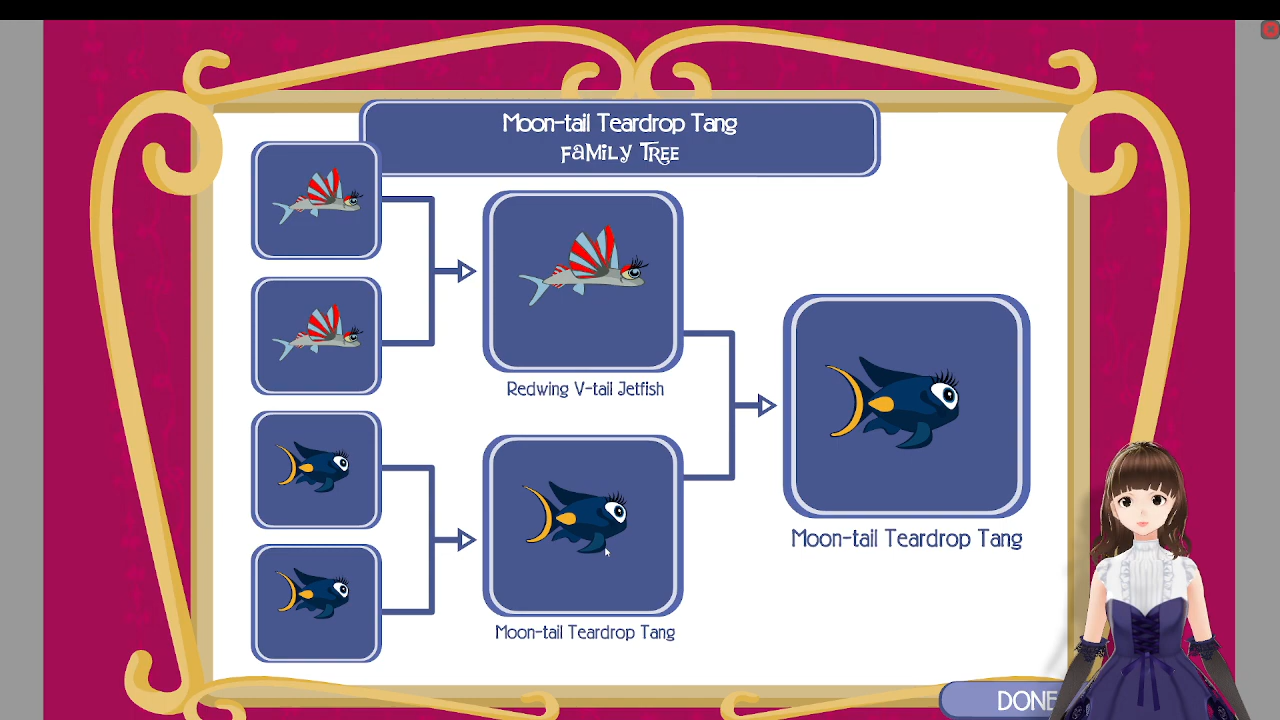 Moon-tail Teardrop Tang
FaMiLy TREE
Redwing V-tail Jetfish
Moon-tail Teardrop Tang
Moon-tail Teardrop Tang
DONE